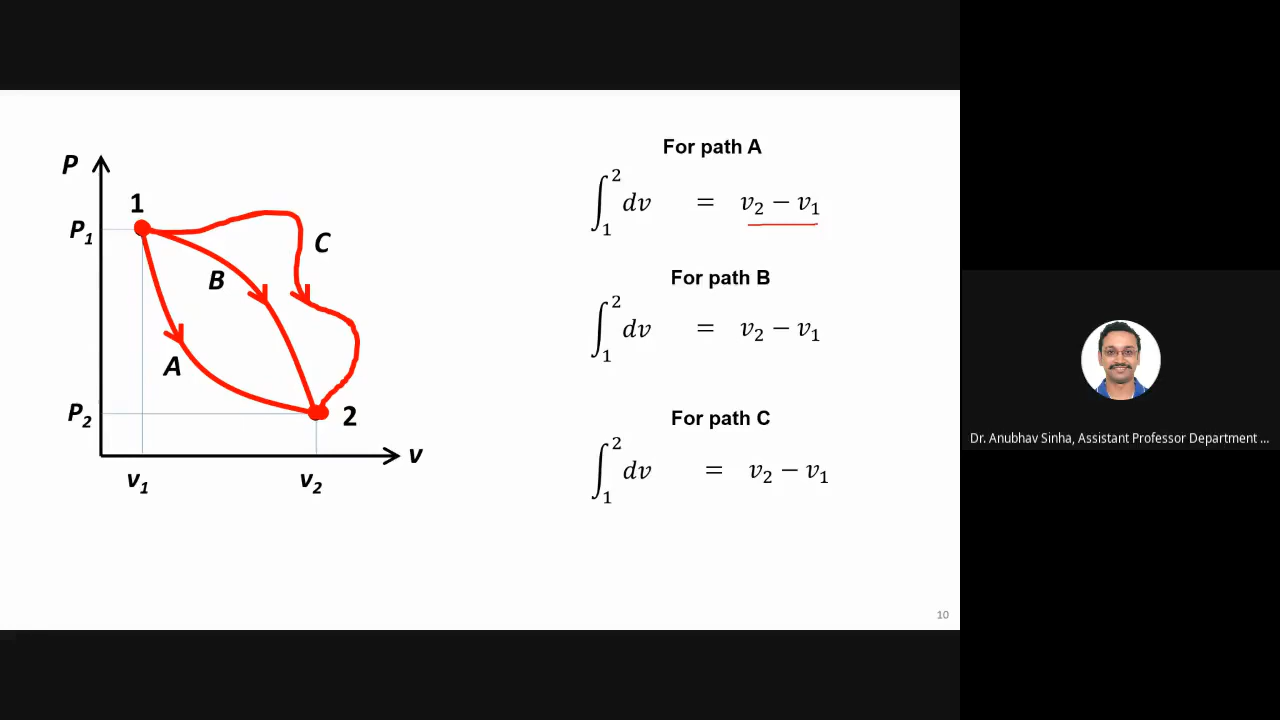 P
1
P1
C
B
A
P2
2
v
v1
v2
For path A
∫₁² dv = v₂ − v₁
For path B
∫₁² dv = v₂ − v₁
For path C
∫₁² dv = v₂ − v₁
10
Dr. Anubhav Sinha, Assistant Professor Department ...